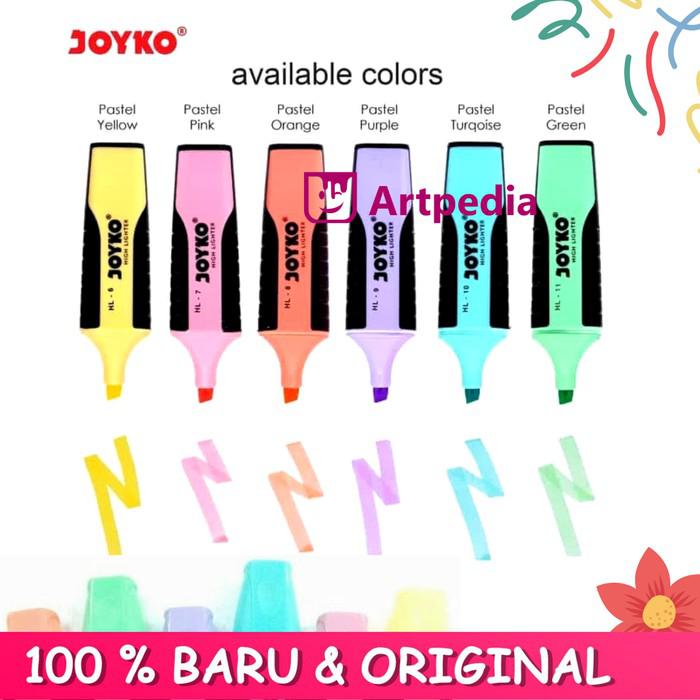 JOYKO®
available colors
Pastel
Yellow
Pastel
Pink
Pastel
Orange
Pastel
Purple
Pastel
Turqoise
Pastel
Green
Artpedia
JOYKO®
HIGH LIGHTER
HL - 6
JOYKO®
HIGH LIGHTER
HL - 7
JOYKO®
HIGH LIGHTER
HL - 8
JOYKO®
HIGH LIGHTER
HL - 9
JOYKO®
HIGH LIGHTER
HL - 10
JOYKO®
HIGH LIGHTER
HL - 11
100 % BARU & ORIGINAL